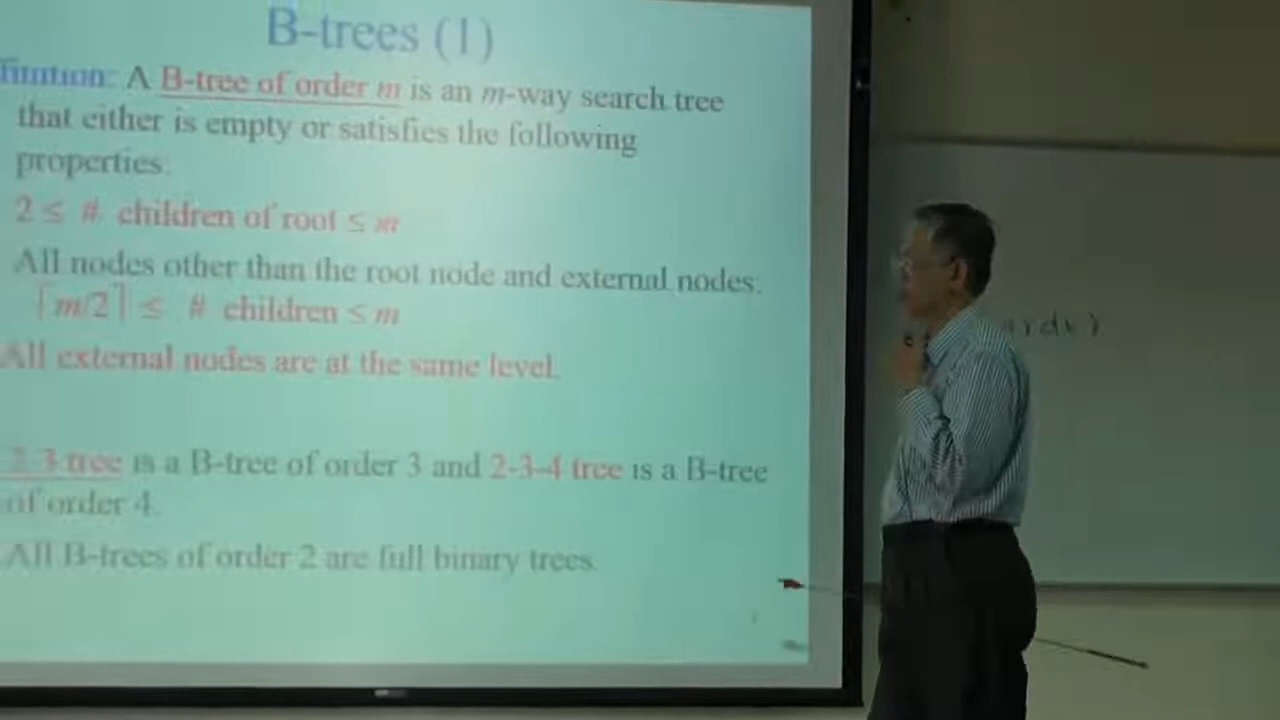 B-trees (1)
finition: A B-tree of order m is an m-way search tree
that either is empty or satisfies the following
properties:
2 ≤ # children of root ≤ m
All nodes other than the root node and external nodes:
⌈m/2⌉ ≤ # children ≤ m
All external nodes are at the same level.
2-3 tree is a B-tree of order 3 and 2-3-4 tree is a B-tree
of order 4.
All B-trees of order 2 are full binary trees.